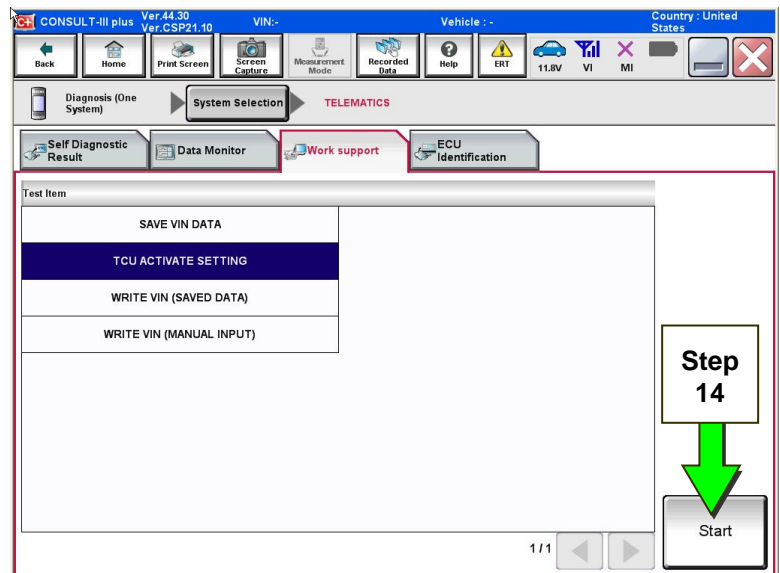 CONSULT-III plus Ver.44.30 VIN:- Vehicle : - Country : United
Ver.CSP21.10 States
Back Home Print Screen Screen Capture Measurement Mode Recorded Data Help ERT 11.8V VI MI
Diagnosis (One System) System Selection TELEMATICS
Self Diagnostic Result Data Monitor Work support ECU Identification
Test Item
SAVE VIN DATA
TCU ACTIVATE SETTING
WRITE VIN (SAVED DATA)
WRITE VIN (MANUAL INPUT)
Step
14
Start
1/1